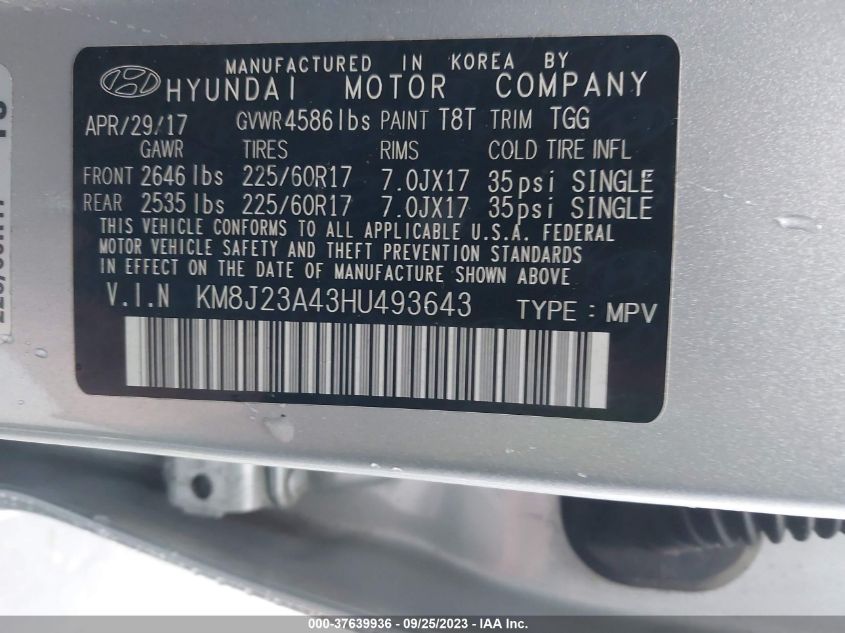 MANUFACTURED IN KOREA BY
HYUNDAI MOTOR COMPANY
APR/29/17 GVWR 4586 lbs PAINT T8T TRIM TGG
GAWR TIRES RIMS COLD TIRE INFL
FRONT 2646 lbs 225/60R17 7.0JX17 35psi SINGLE
REAR 2535 lbs 225/60R17 7.0JX17 35psi SINGLE
THIS VEHICLE CONFORMS TO ALL APPLICABLE U.S.A. FEDERAL
MOTOR VEHICLE SAFETY AND THEFT PREVENTION STANDARDS
IN EFFECT ON THE DATE OF MANUFACTURE SHOWN ABOVE
V.I.N KM8J23A43HU493643 TYPE : MPV
000-37639936 - 09/25/2023 - IAA Inc.